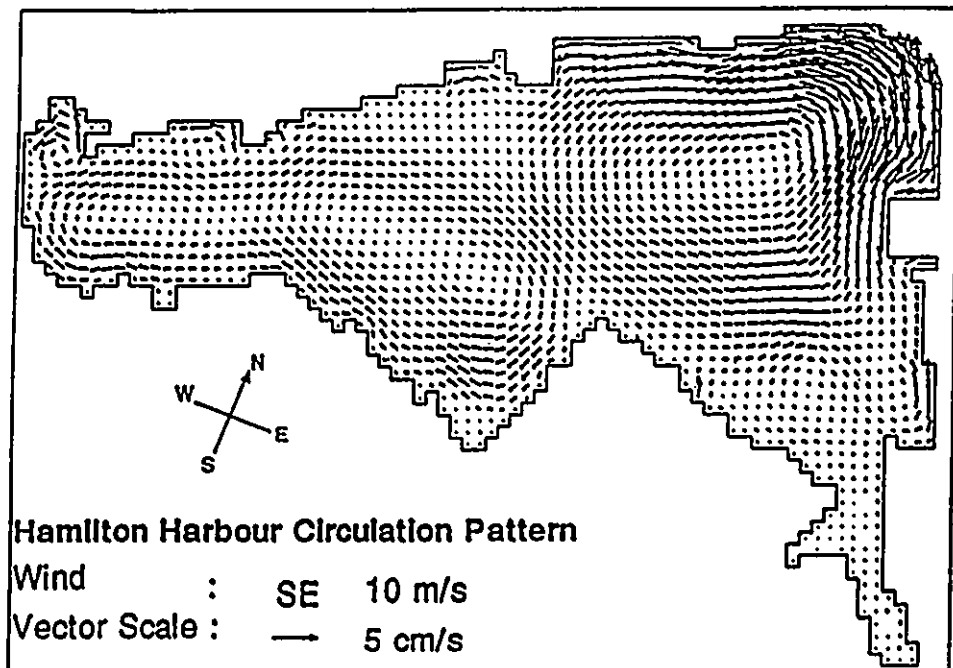 N
W
E
S
Hamilton Harbour Circulation Pattern
Wind : SE 10 m/s
Vector Scale : 5 cm/s